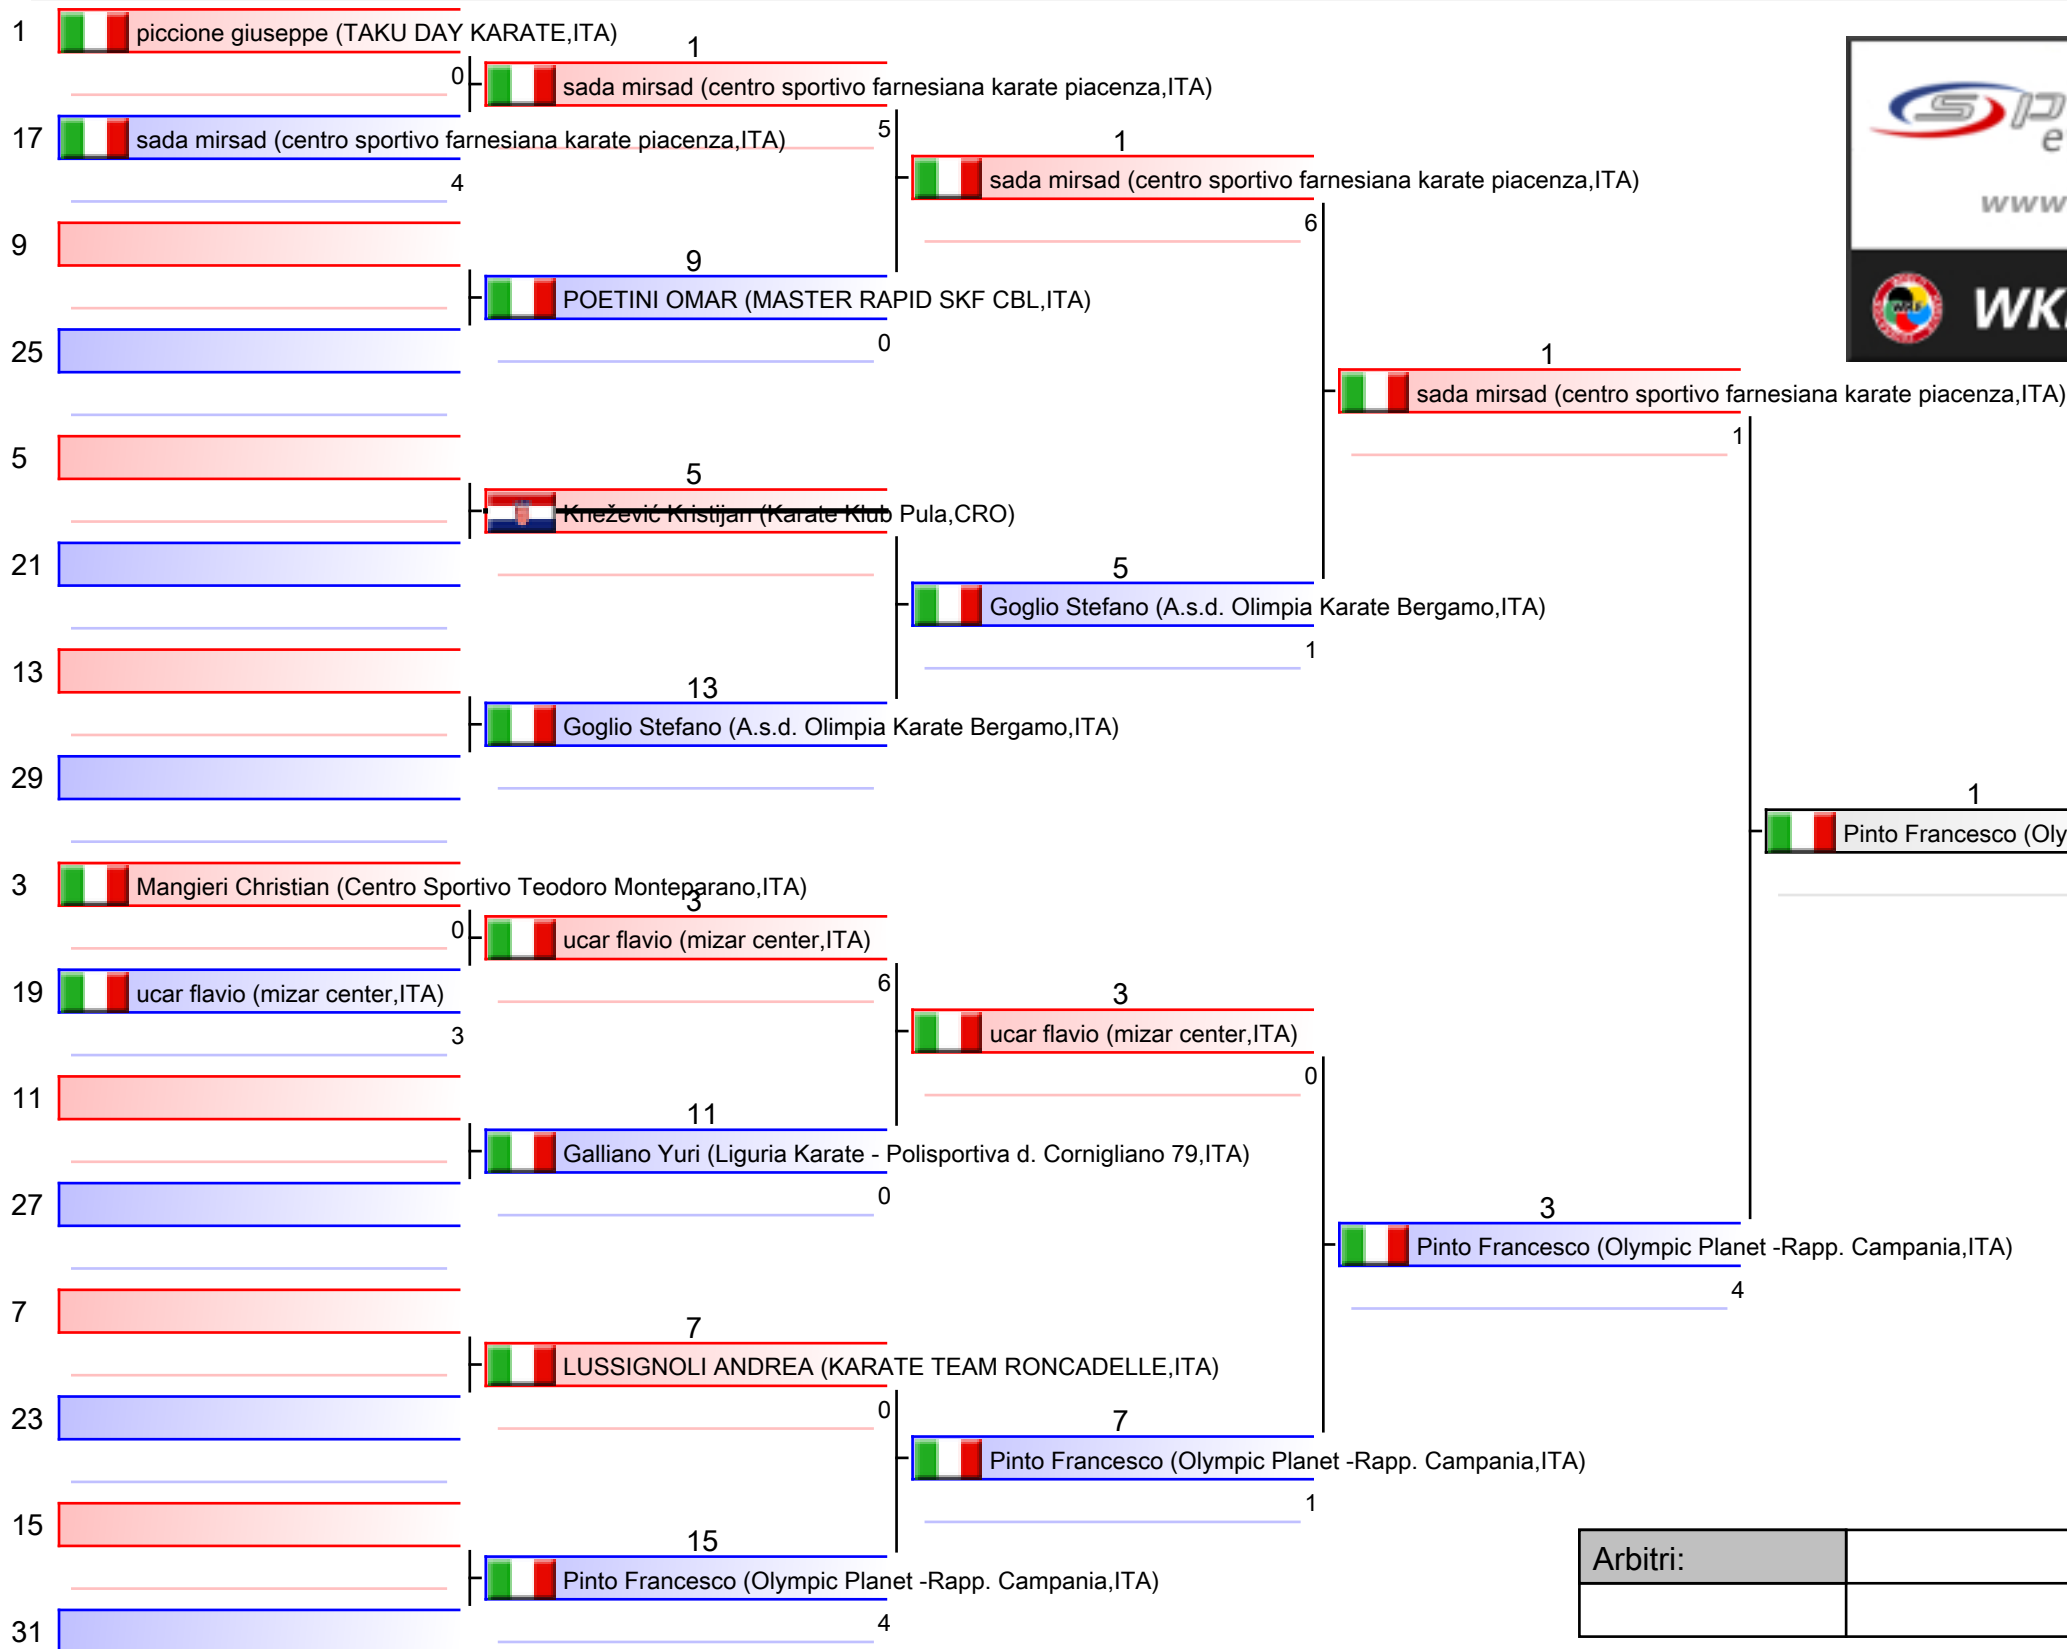 1 piccione giuseppe (TAKU DAY KARATE,ITA)
0
1
sada mirsad (centro sportivo farnesiana karate piacenza,ITA)
5
17 sada mirsad (centro sportivo farnesiana karate piacenza,ITA)
4
1
sada mirsad (centro sportivo farnesiana karate piacenza,ITA)
6
9
9
POETINI OMAR (MASTER RAPID SKF CBL,ITA)
0
25
www
WK
1
sada mirsad (centro sportivo farnesiana karate piacenza,ITA)
1
5
5
Knežević Kristijan (Karate Klub Pula,CRO)
21
5
Goglio Stefano (A.s.d. Olimpia Karate Bergamo,ITA)
1
13
13
Goglio Stefano (A.s.d. Olimpia Karate Bergamo,ITA)
29
1
Pinto Francesco (Oly
3 Mangieri Christian (Centro Sportivo Teodoro Monteparano,ITA)
0
3
ucar flavio (mizar center,ITA)
6
19 ucar flavio (mizar center,ITA)
3
3
ucar flavio (mizar center,ITA)
0
11
11
Galliano Yuri (Liguria Karate - Polisportiva d. Cornigliano 79,ITA)
0
27
3
Pinto Francesco (Olympic Planet -Rapp. Campania,ITA)
4
7
7
LUSSIGNOLI ANDREA (KARATE TEAM RONCADELLE,ITA)
0
23
7
Pinto Francesco (Olympic Planet -Rapp. Campania,ITA)
1
15
15
Pinto Francesco (Olympic Planet -Rapp. Campania,ITA)
4
31
Arbitri: